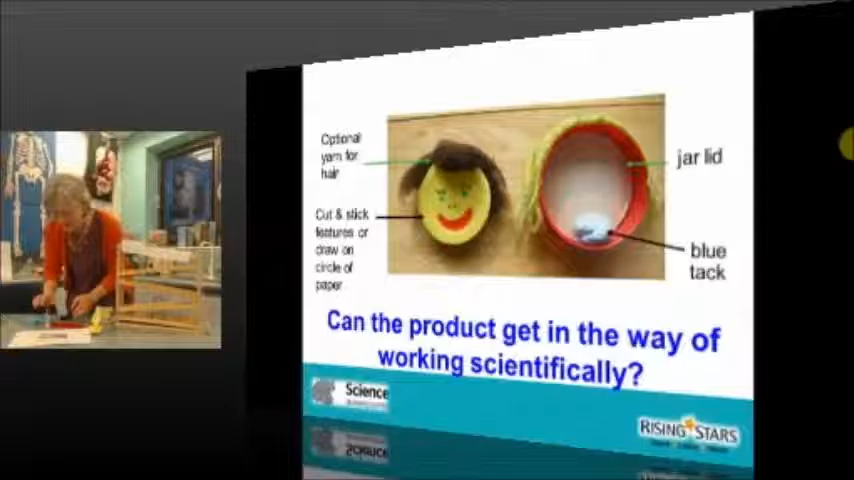 Optional
yarn for
hair
Cut & stick
features or
draw on
circle of
paper
jar lid
blue
tack
Can the product get in the way of
working scientifically?
Science
RISING STARS